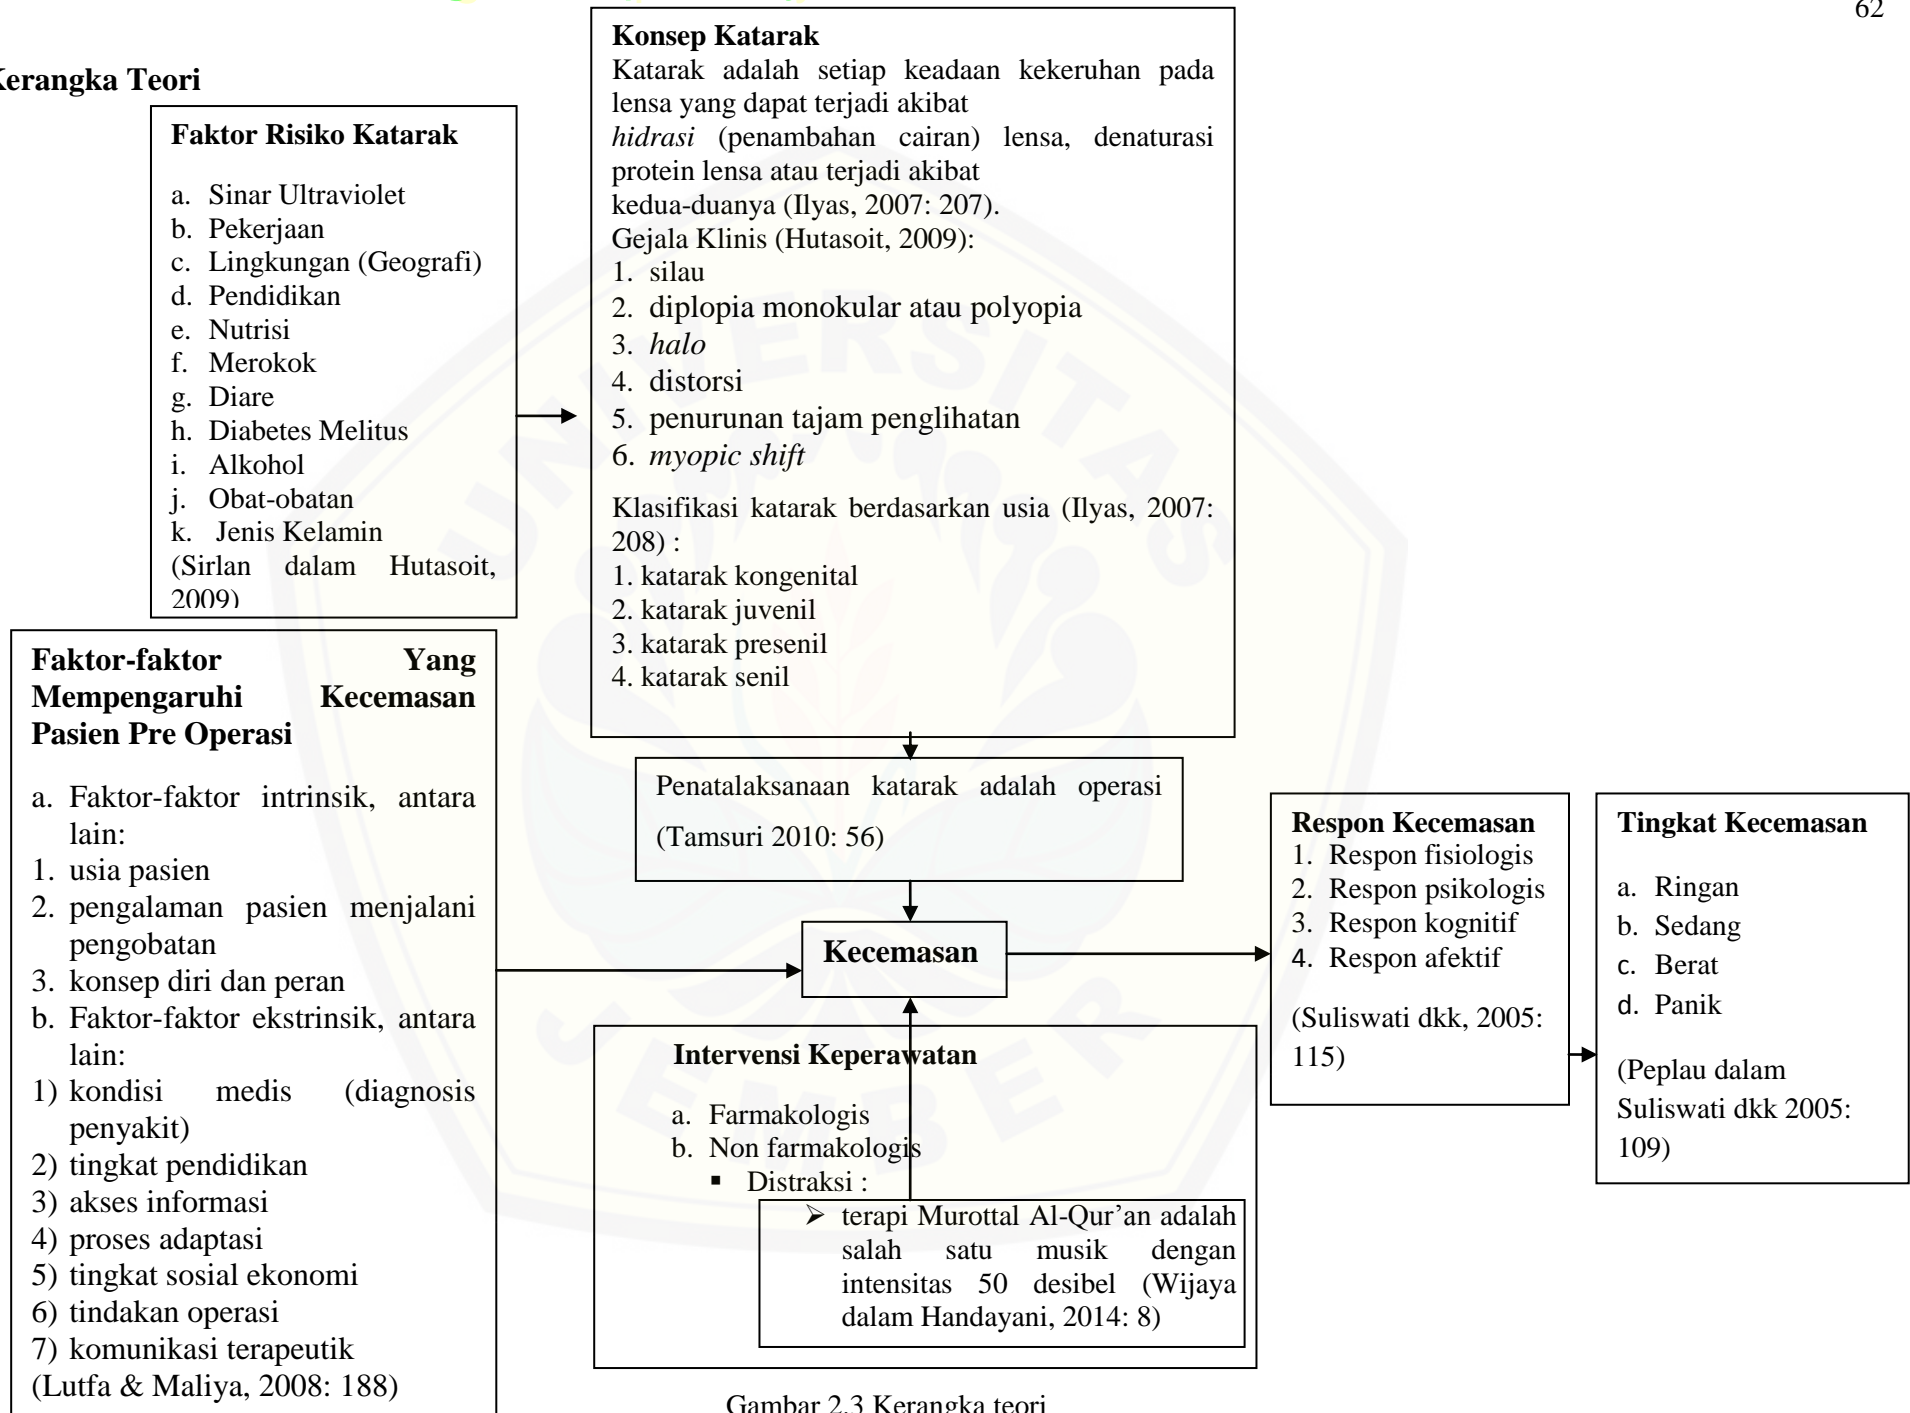 62
Kerangka Teori
Faktor Risiko Katarak
a. Sinar Ultraviolet
b. Pekerjaan
c. Lingkungan (Geografi)
d. Pendidikan
e. Nutrisi
f. Merokok
g. Diare
h. Diabetes Melitus
i. Alkohol
j. Obat-obatan
k. Jenis Kelamin
(Sirlan dalam Hutasoit,
2009)
Konsep Katarak
Katarak adalah setiap keadaan kekeruhan pada
lensa yang dapat terjadi akibat
hidrasi (penambahan cairan) lensa, denaturasi
protein lensa atau terjadi akibat
kedua-duanya (Ilyas, 2007: 207).
Gejala Klinis (Hutasoit, 2009):
1. silau
2. diplopia monokular atau polyopia
3. halo
4. distorsi
5. penurunan tajam penglihatan
6. myopic shift
Klasifikasi katarak berdasarkan usia (Ilyas, 2007:
208) :
1. katarak kongenital
2. katarak juvenil
3. katarak presenil
4. katarak senil
Faktor-faktor Yang
Mempengaruhi Kecemasan
Pasien Pre Operasi
a. Faktor-faktor intrinsik, antara
lain:
1. usia pasien
2. pengalaman pasien menjalani
pengobatan
3. konsep diri dan peran
b. Faktor-faktor ekstrinsik, antara
lain:
1) kondisi medis (diagnosis
penyakit)
2) tingkat pendidikan
3) akses informasi
4) proses adaptasi
5) tingkat sosial ekonomi
6) tindakan operasi
7) komunikasi terapeutik
(Lutfa & Maliya, 2008: 188)
Penatalaksanaan katarak adalah operasi
(Tamsuri 2010: 56)
Kecemasan
Respon Kecemasan
1. Respon fisiologis
2. Respon psikologis
3. Respon kognitif
4. Respon afektif
(Suliswati dkk, 2005:
115)
Tingkat Kecemasan
a. Ringan
b. Sedang
c. Berat
d. Panik
(Peplau dalam
Suliswati dkk 2005:
109)
Intervensi Keperawatan
a. Farmakologis
b. Non farmakologis
▪ Distraksi :
➢ terapi Murottal Al-Qur’an adalah
salah satu musik dengan
intensitas 50 desibel (Wijaya
dalam Handayani, 2014: 8)
Gambar 2.3 Kerangka teori
UNIVERSITAS
JEMBER